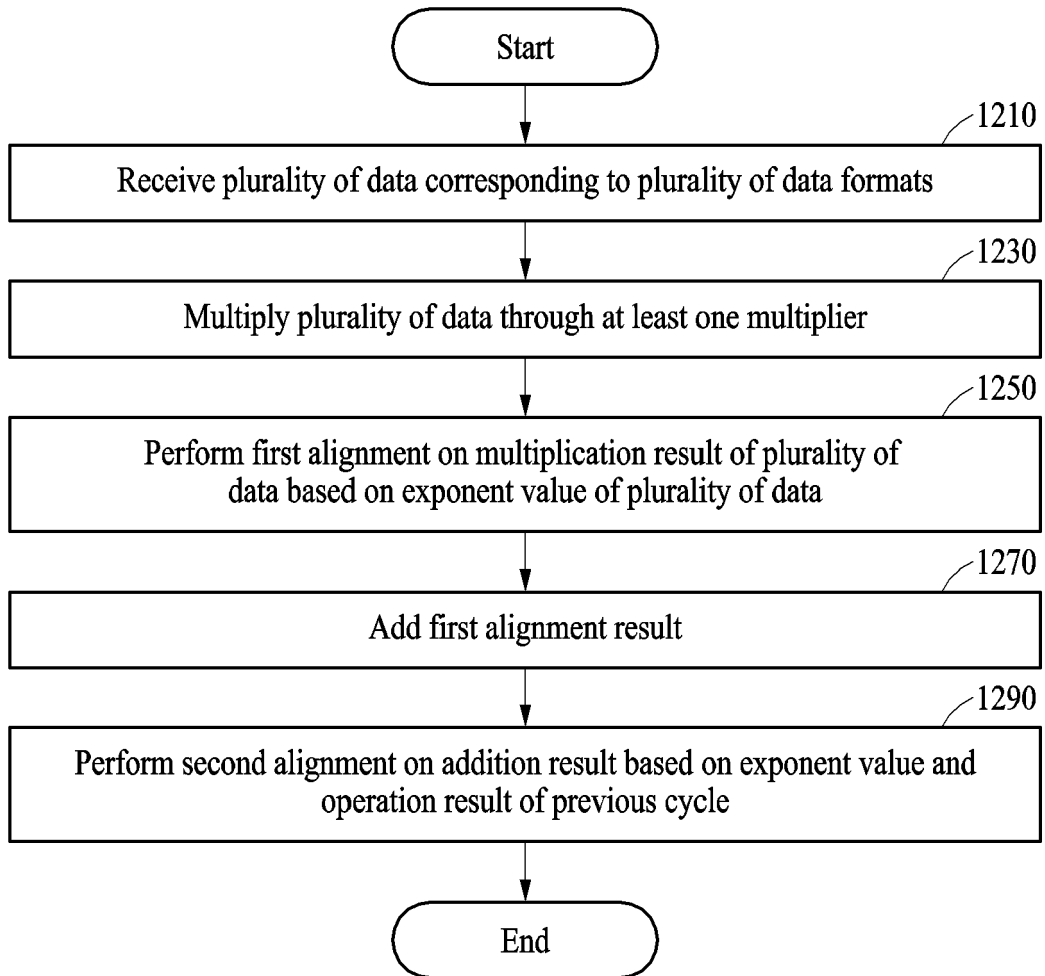 Start
1210
Receive plurality of data corresponding to plurality of data formats
1230
Multiply plurality of data through at least one multiplier
1250
Perform first alignment on multiplication result of plurality of
data based on exponent value of plurality of data
1270
Add first alignment result
1290
Perform second alignment on addition result based on exponent value and
operation result of previous cycle
End